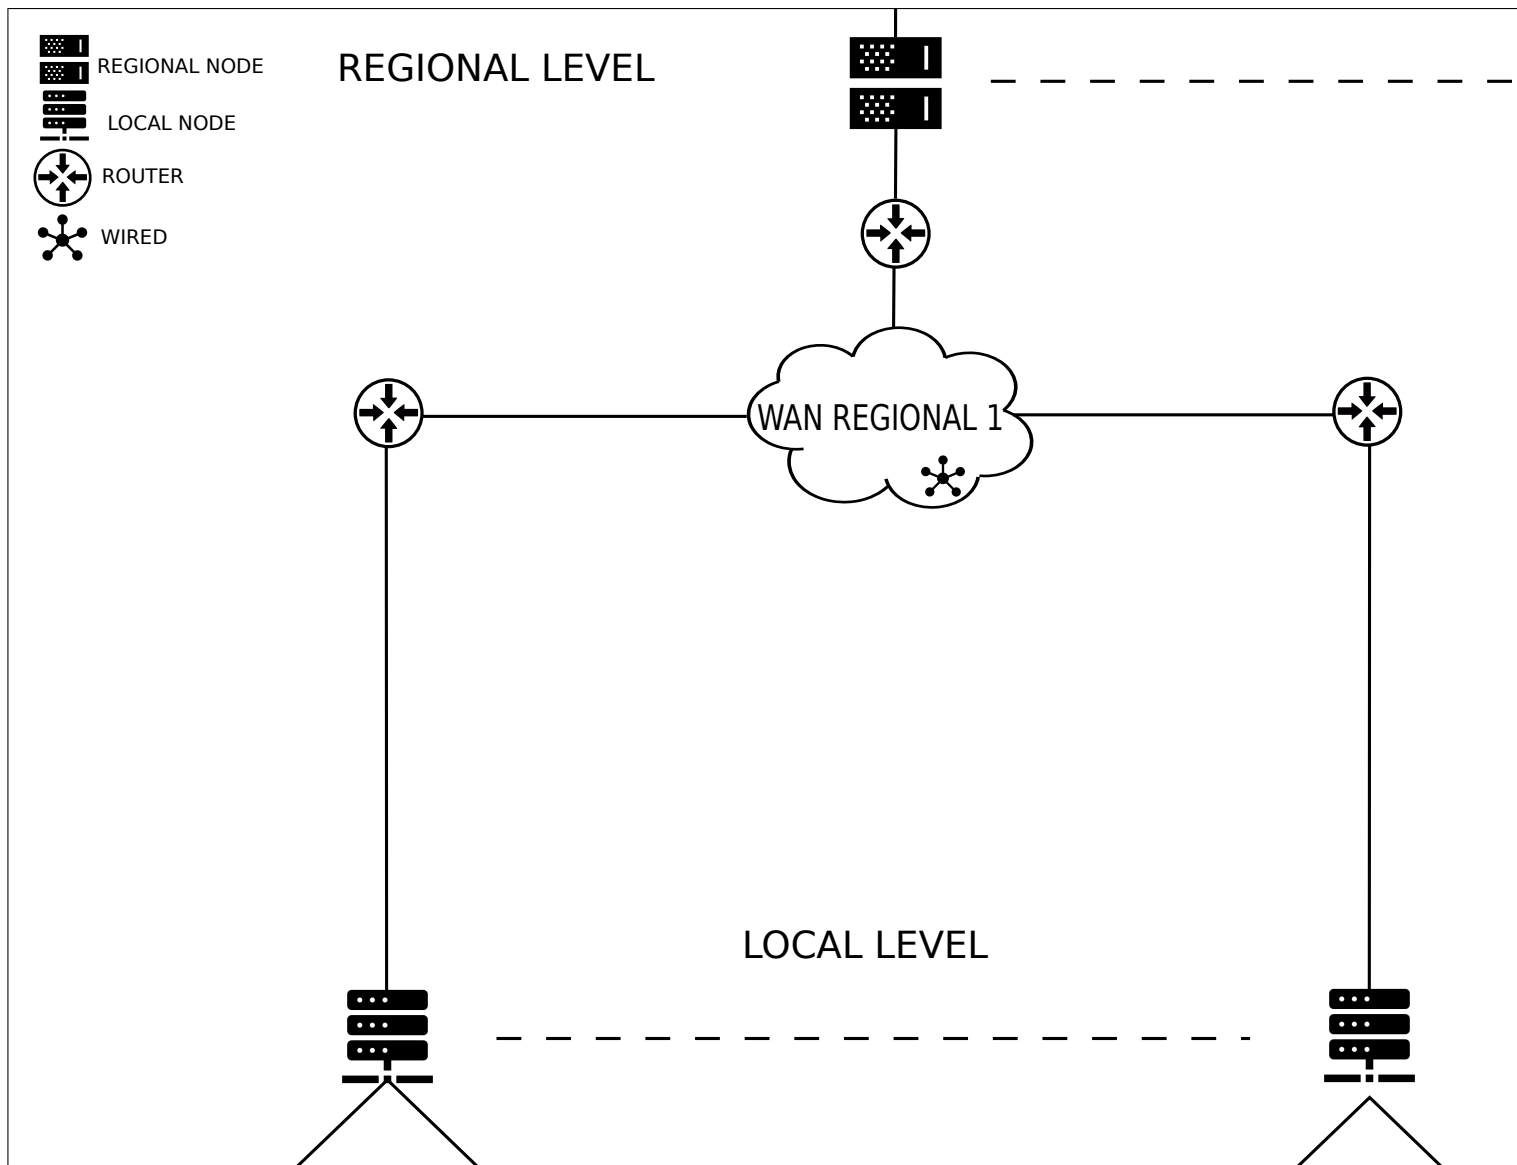 REGIONAL NODE
REGIONAL LEVEL
LOCAL NODE
ROUTER
WIRED
WAN REGIONAL 1
LOCAL LEVEL